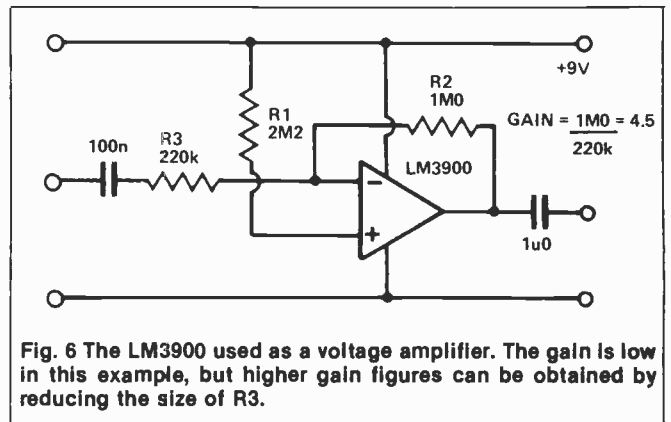 +9V
R2
1M0
R1
2M2
GAIN = 1M0 = 4.5
220k
100n
R3
220k
LM3900
−
+
1u0
Fig. 6 The LM3900 used as a voltage amplifier. The gain is low
in this example, but higher gain figures can be obtained by
reducing the size of R3.